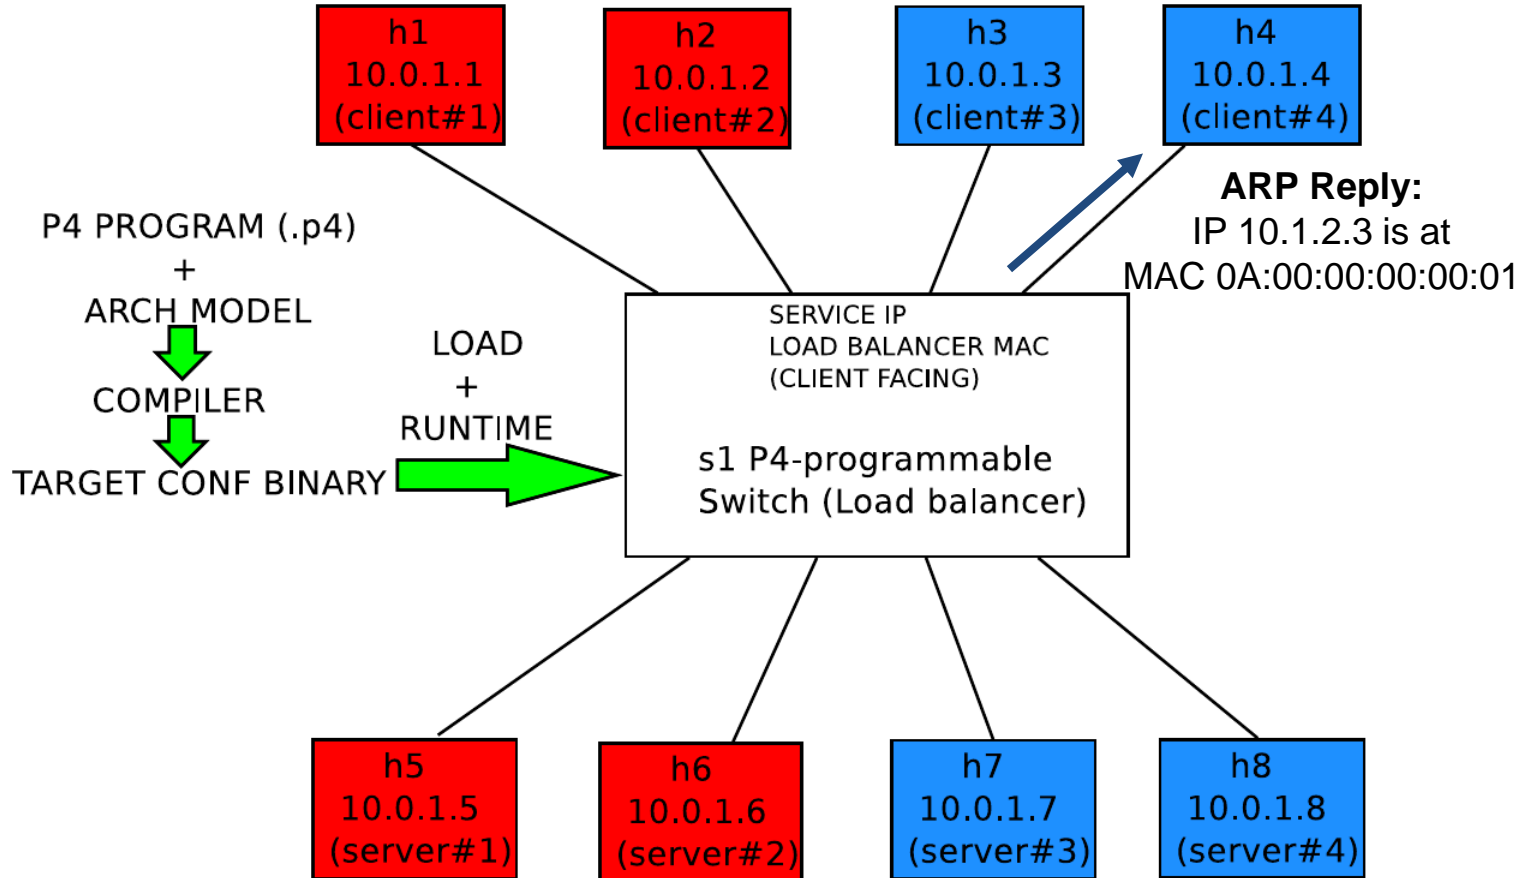 h1
10.0.1.1
(client#1)
h2
10.0.1.2
(client#2)
h3
10.0.1.3
(client#3)
h4
10.0.1.4
(client#4)
ARP Reply:
IP 10.1.2.3 is at
MAC 0A:00:00:00:00:01
P4 PROGRAM (.p4)
+
ARCH MODEL
COMPILER
TARGET CONF BINARY
LOAD
+
RUNTIME
SERVICE IP
LOAD BALANCER MAC
(CLIENT FACING)
s1 P4-programmable
Switch (Load balancer)
h5
10.0.1.5
(server#1)
h6
10.0.1.6
(server#2)
h7
10.0.1.7
(server#3)
h8
10.0.1.8
(server#4)